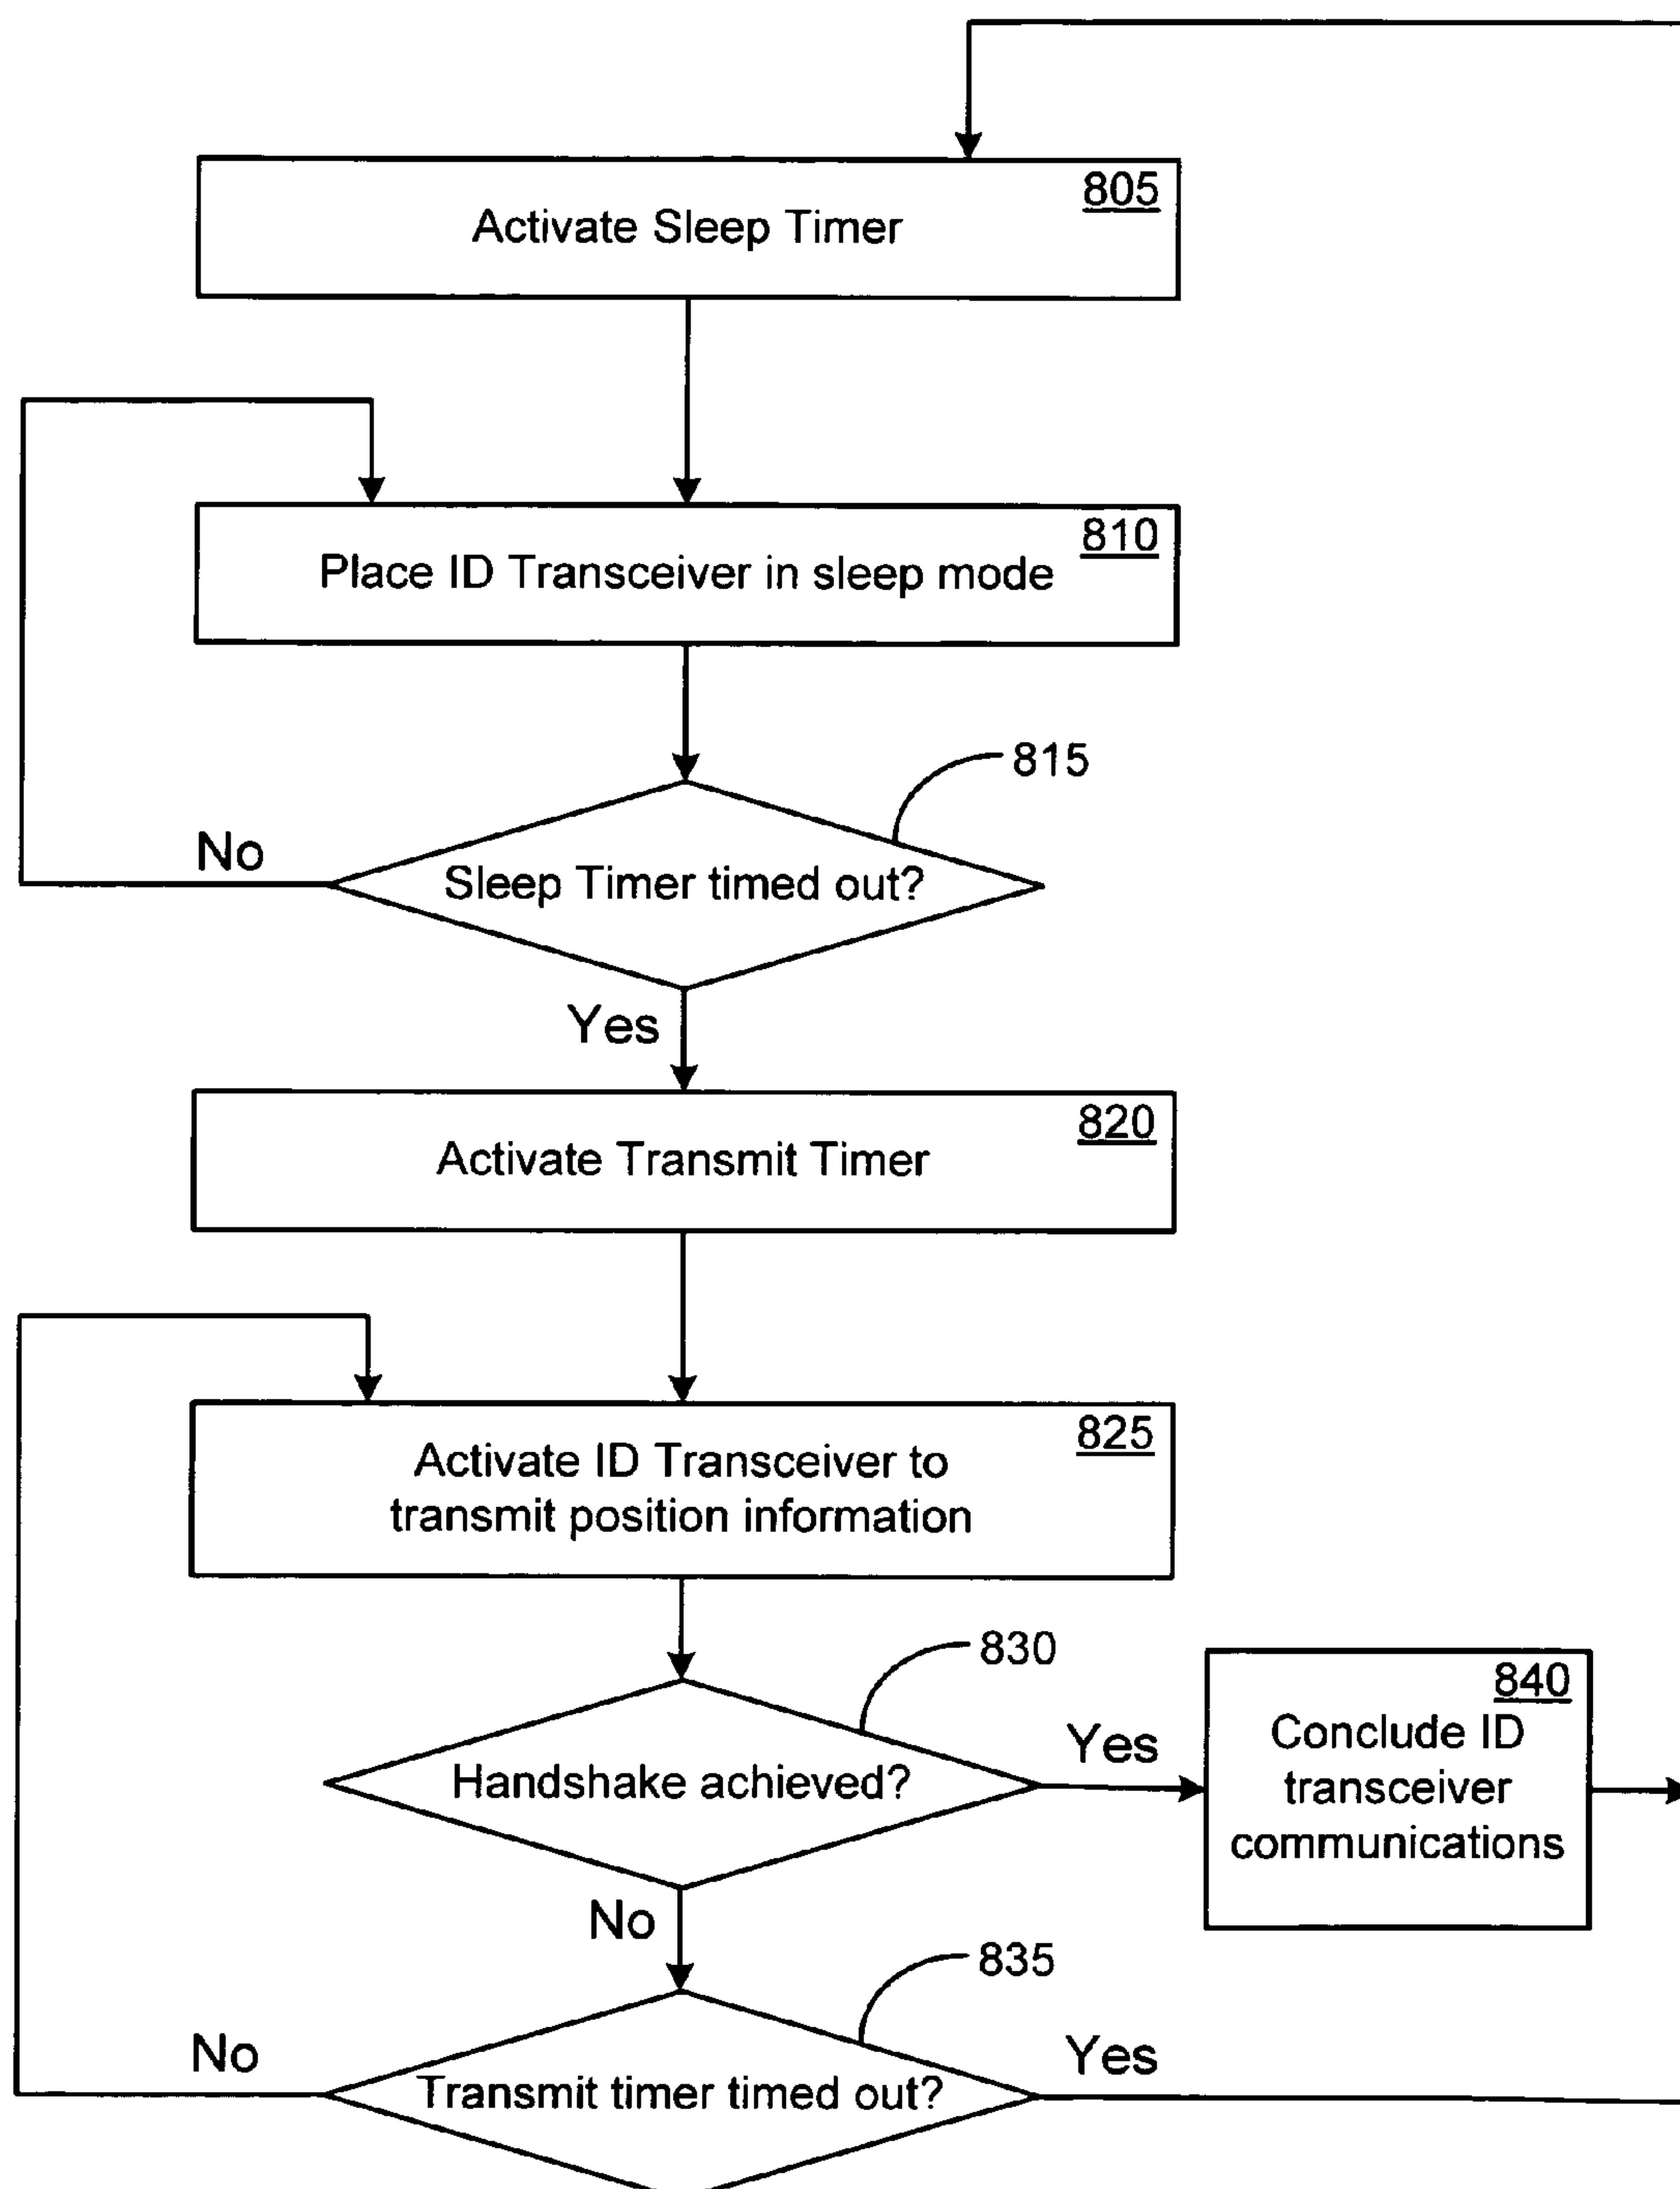 805
Activate Sleep Timer
810
Place ID Transceiver in sleep mode
815
No
Sleep Timer timed out?
Yes
820
Activate Transmit Timer
825
Activate ID Transceiver to
transmit position information
830
840
Yes
Conclude ID
transceiver
communications
Handshake achieved?
No
835
No
Yes
Transmit timer timed out?